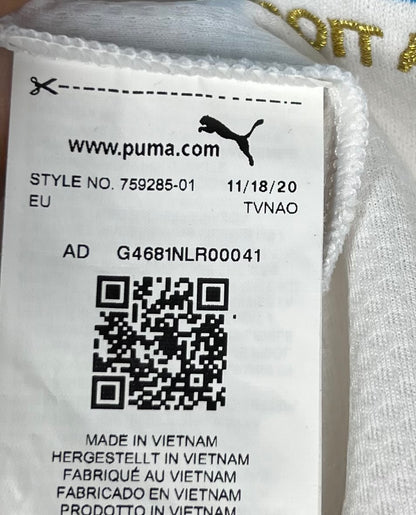 OIT A
www.puma.com
STYLE NO. 759285-01 11/18/20
EU TVNAO
AD G4681NLR00041
MADE IN VIETNAM
HERGESTELLT IN VIETNAM
FABRIQUÉ AU VIETNAM
FABRICADO EN VIETNAM
PRODOTTO IN VIETNAM